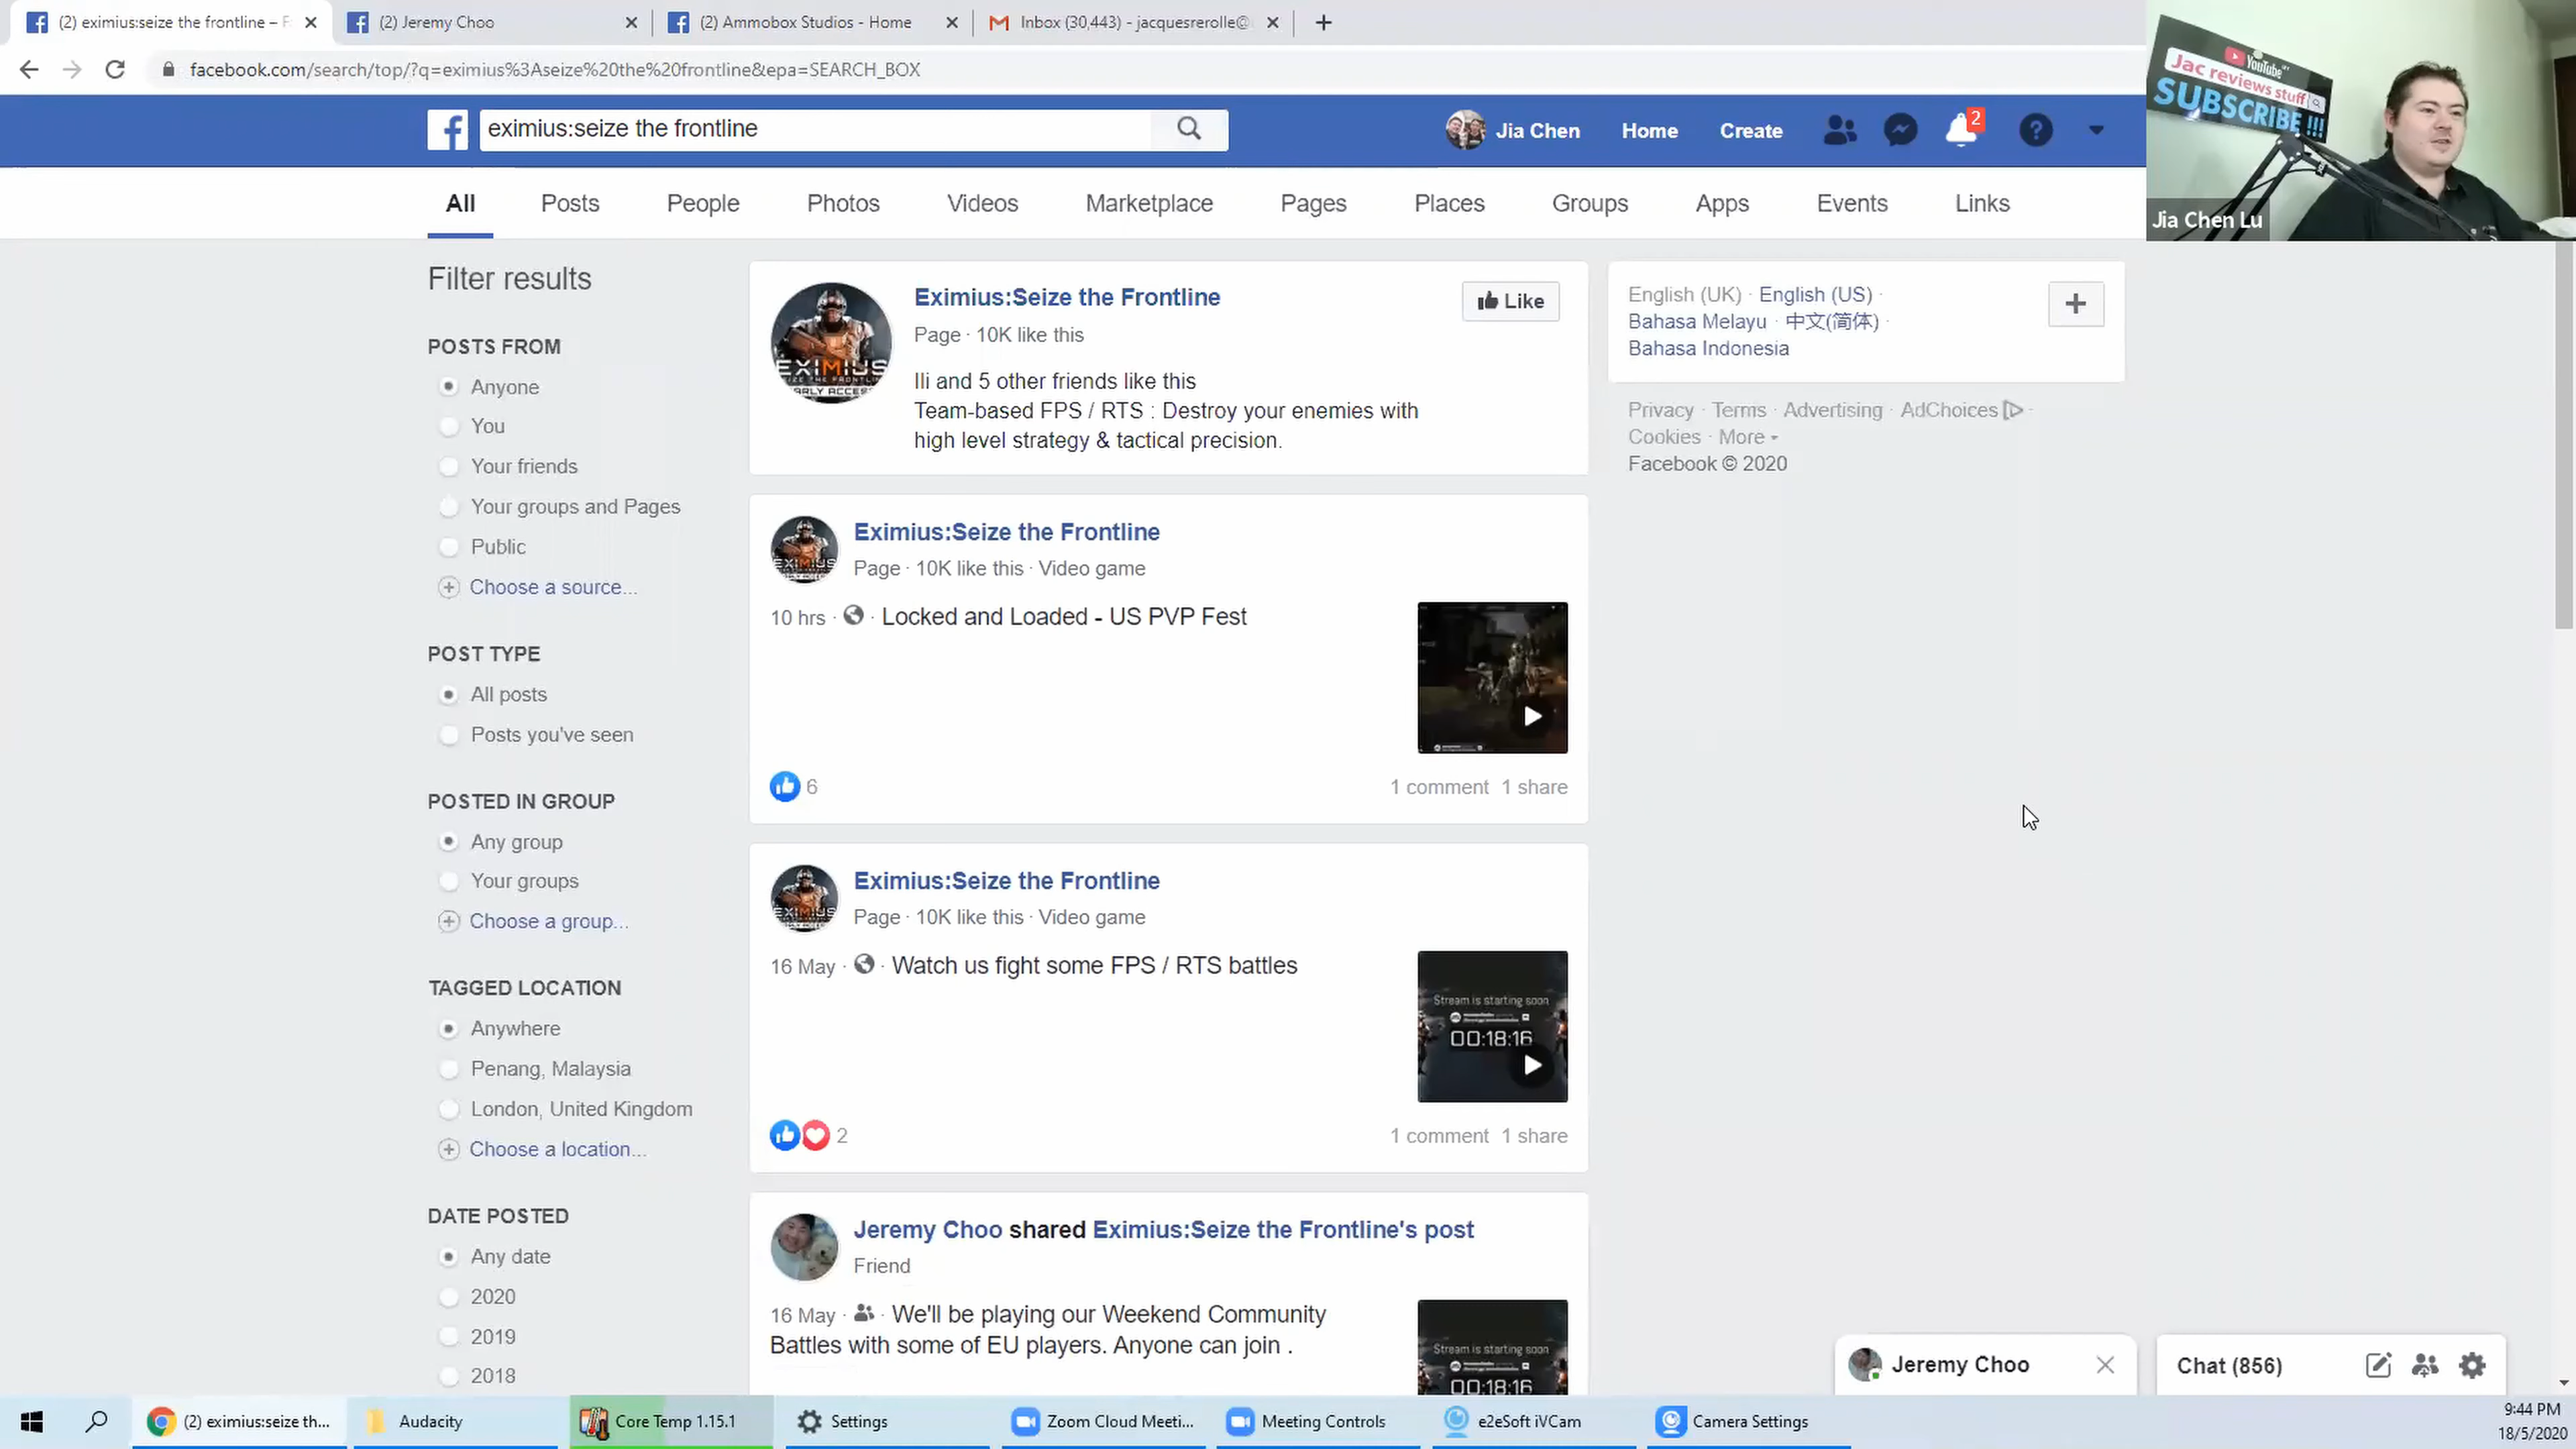 (2) eximius:seize the frontline – F
(2) Jeremy Choo
(2) Ammobox Studios - Home
Inbox (30,443) - jacquesrerolle@
facebook.com/search/top/?q=eximius%3Aseize%20the%20frontline&epa=SEARCH_BOX
YouTube
Jac reviews stuff
SUBSCRIBE !!!
Jia Chen Lu
eximius:seize the frontline
Jia Chen
Home
Create
2
All
Posts
People
Photos
Videos
Marketplace
Pages
Places
Groups
Apps
Events
Links
Filter results
POSTS FROM
Anyone
You
Your friends
Your groups and Pages
Public
Choose a source...
POST TYPE
All posts
Posts you've seen
POSTED IN GROUP
Any group
Your groups
Choose a group...
TAGGED LOCATION
Anywhere
Penang, Malaysia
London, United Kingdom
Choose a location...
DATE POSTED
Any date
2020
2019
2018
EXIMIUS
SEIZE THE FRONTLINE
EARLY ACCESS
Eximius:Seize the Frontline
Page · 10K like this
Like
Ili and 5 other friends like this
Team-based FPS / RTS : Destroy your enemies with
high level strategy & tactical precision.
EXIMIUS
Eximius:Seize the Frontline
Page · 10K like this · Video game
10 hrs · Locked and Loaded - US PVP Fest
6
1 comment 1 share
EXIMIUS
Eximius:Seize the Frontline
Page · 10K like this · Video game
16 May · Watch us fight some FPS / RTS battles
Stream is starting soon
00:18:16
2
1 comment 1 share
Jeremy Choo shared Eximius:Seize the Frontline's post
Friend
16 May · We'll be playing our Weekend Community
Battles with some of EU players. Anyone can join .
Stream is starting soon
00:18:16
English (UK) · English (US) ·
Bahasa Melayu · 中文(简体) ·
Bahasa Indonesia
Privacy · Terms · Advertising · AdChoices ·
Cookies · More
Facebook © 2020
Jeremy Choo
Chat (856)
(2) eximius:seize th...
Audacity
Core Temp 1.15.1
Settings
Zoom Cloud Meeti...
Meeting Controls
e2eSoft iVCam
Camera Settings
9:44 PM
18/5/2020